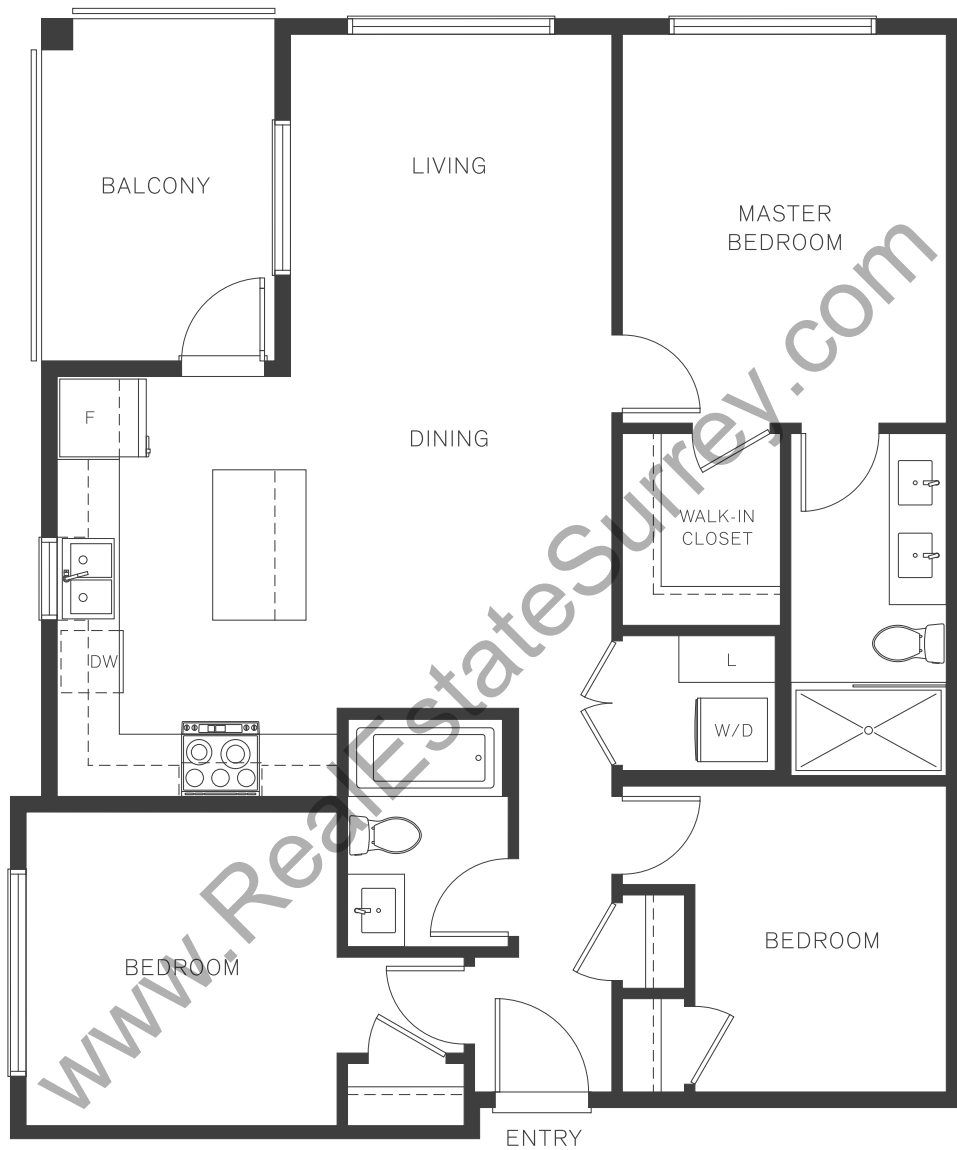 LIVING
BALCONY
MASTER
BEDROOM
F
DINING
WALK-IN
CLOSET
DW
L
W/D
BEDROOM
BEDROOM
ENTRY
www.RealEstateSurrey.com